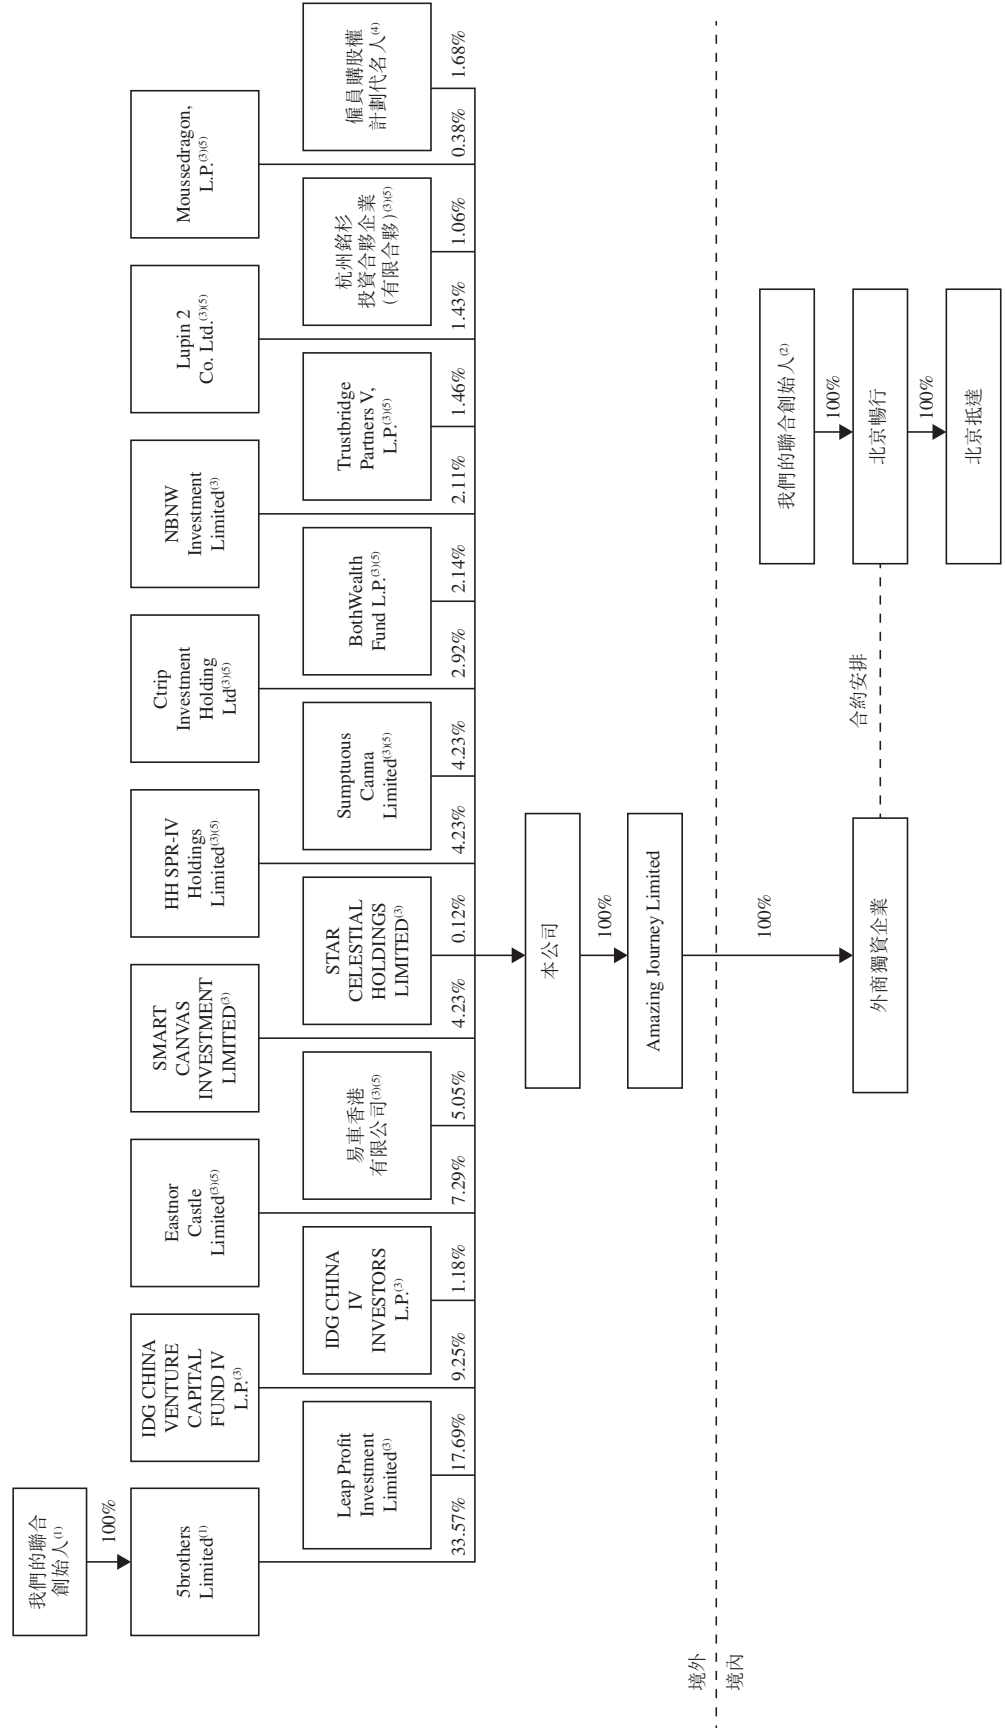 我們的聯合
創始人(1)
100%
5brothers
Limited(1)
IDG CHINA
VENTURE
CAPITAL
FUND IV
L.P.(3)
Eastnor
Castle
Limited(3)(5)
SMART
CANVAS
INVESTMENT
LIMITED(3)
HH SPR-IV
Holdings
Limited(3)(5)
Ctrip
Investment
Holding
Ltd(3)(5)
NBNW
Investment
Limited(3)
Lupin 2
Co. Ltd.(3)(5)
Moussedragon,
L.P.(3)(5)
Leap Profit
Investment
Limited(3)
IDG CHINA
IV
INVESTORS
L.P.(3)
易車香港
有限公司(3)(5)
STAR
CELESTIAL
HOLDINGS
LIMITED(3)
Sumptuous
Canna
Limited(3)(5)
BothWealth
Fund L.P.(3)(5)
Trustbridge
Partners V,
L.P.(3)(5)
杭州銘杉
投資合夥企業
(有限合夥)(3)(5)
僱員購股權
計劃代名人(4)
33.57%
17.69%
9.25%
1.18%
7.29%
5.05%
4.23%
0.12%
4.23%
4.23%
2.92%
2.14%
2.11%
1.46%
1.43%
1.06%
0.38%
1.68%
本公司
100%
Amazing Journey Limited
境外
境內
100%
外商獨資企業
合約安排
我們的聯合創始人(2)
100%
北京暢行
100%
北京抵達